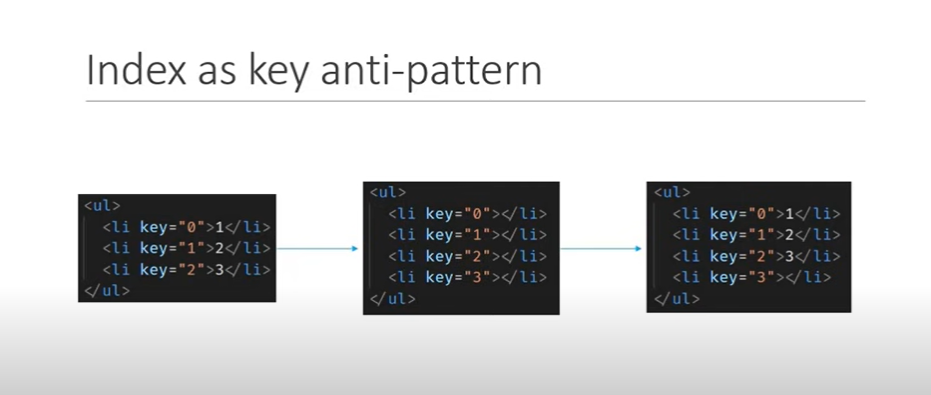 Index as key anti-pattern
<ul>
<li key="0">1</li>
<li key="1">2</li>
<li key="2">3</li>
</ul>
<ul>
<li key="0"></li>
<li key="1"></li>
<li key="2"></li>
<li key="3"></li>
</ul>
<ul>
<li key="0">1</li>
<li key="1">2</li>
<li key="2">3</li>
<li key="3"></li>
</ul>